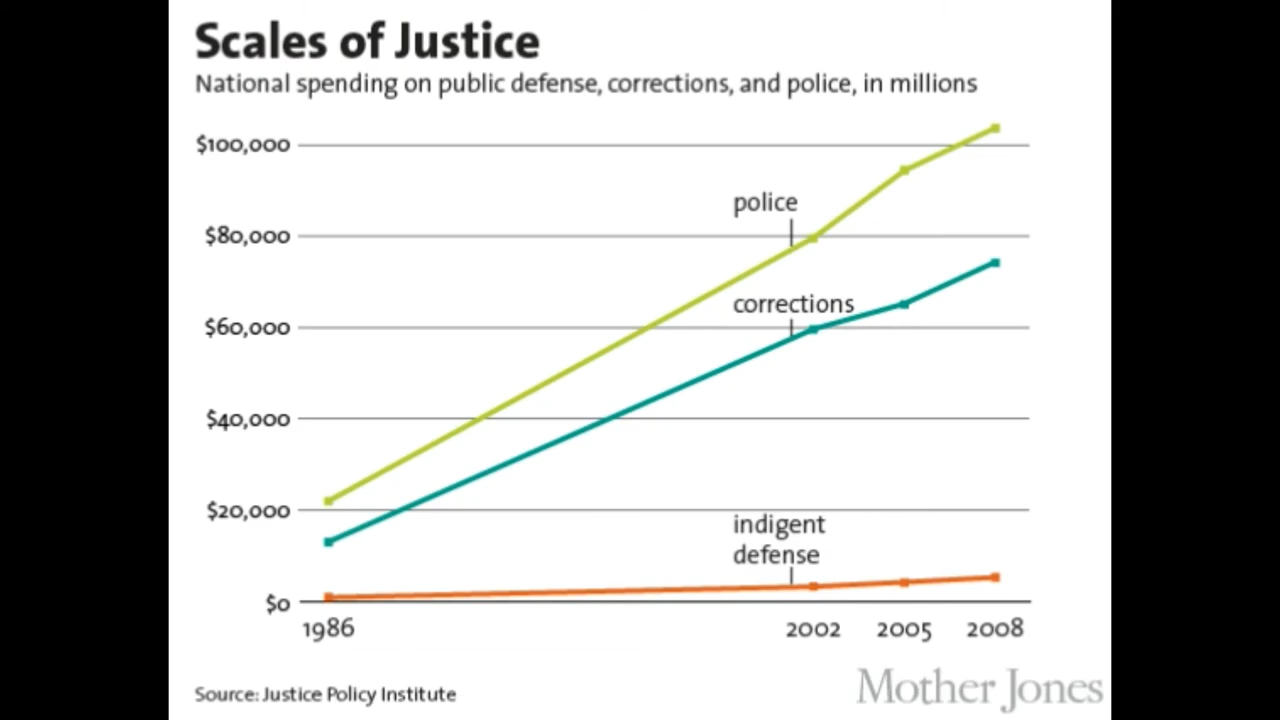 Scales of Justice
National spending on public defense, corrections, and police, in millions
$100,000
police
$80,000
corrections
$60,000
$40,000
$20,000
indigent
defense
$0
1986 2002 2005 2008
Source: Justice Policy Institute
Mother Jones